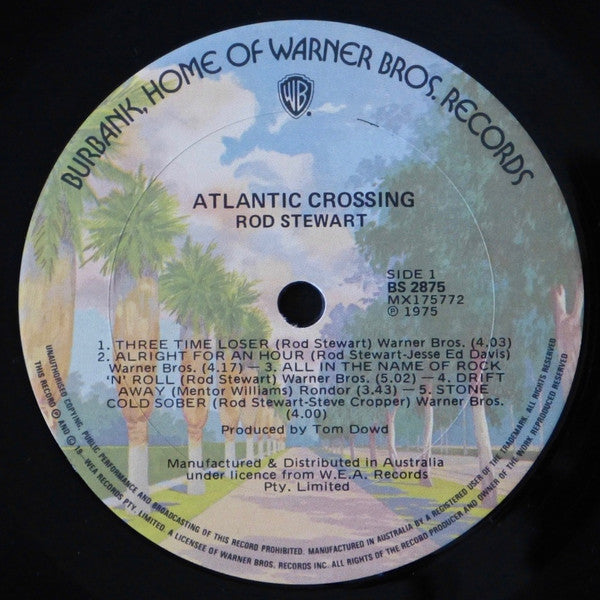 BURBANK, HOME OF WARNER BROS. RECORDS
WB
ATLANTIC CROSSING
ROD STEWART
SIDE 1
BS 2875
MX175772
℗ 1975
1. THREE TIME LOSER (Rod Stewart) Warner Bros. (4.03)
2. ALRIGHT FOR AN HOUR (Rod Stewart-Jesse Ed Davis)
Warner Bros. (4.17) — 3. ALL IN THE NAME OF ROCK
'N' ROLL (Rod Stewart) Warner Bros. (5.02) — 4. DRIFT
AWAY (Mentor Williams) Rondor (3.43) — 5. STONE
COLD SOBER (Rod Stewart-Steve Cropper) Warner Bros.
(4.00)
Produced by Tom Dowd
Manufactured & Distributed in Australia
under licence from W.E.A. Records
Pty. Limited
UNAUTHORISED COPYING, PUBLIC PERFORMANCE AND BROADCASTING OF THIS RECORD PROHIBITED. MANUFACTURED IN AUSTRALIA BY A REGISTERED USER OF THE TRADEMARK. ALL RIGHTS RESERVED
THIS RECORD ℗ AND © 19 WEA RECORDS PTY. LIMITED. A LICENSEE OF WARNER BROS. RECORDS INC. ALL RIGHTS OF THE RECORD PRODUCER AND OWNER OF THE WORK REPRODUCED RESERVED.